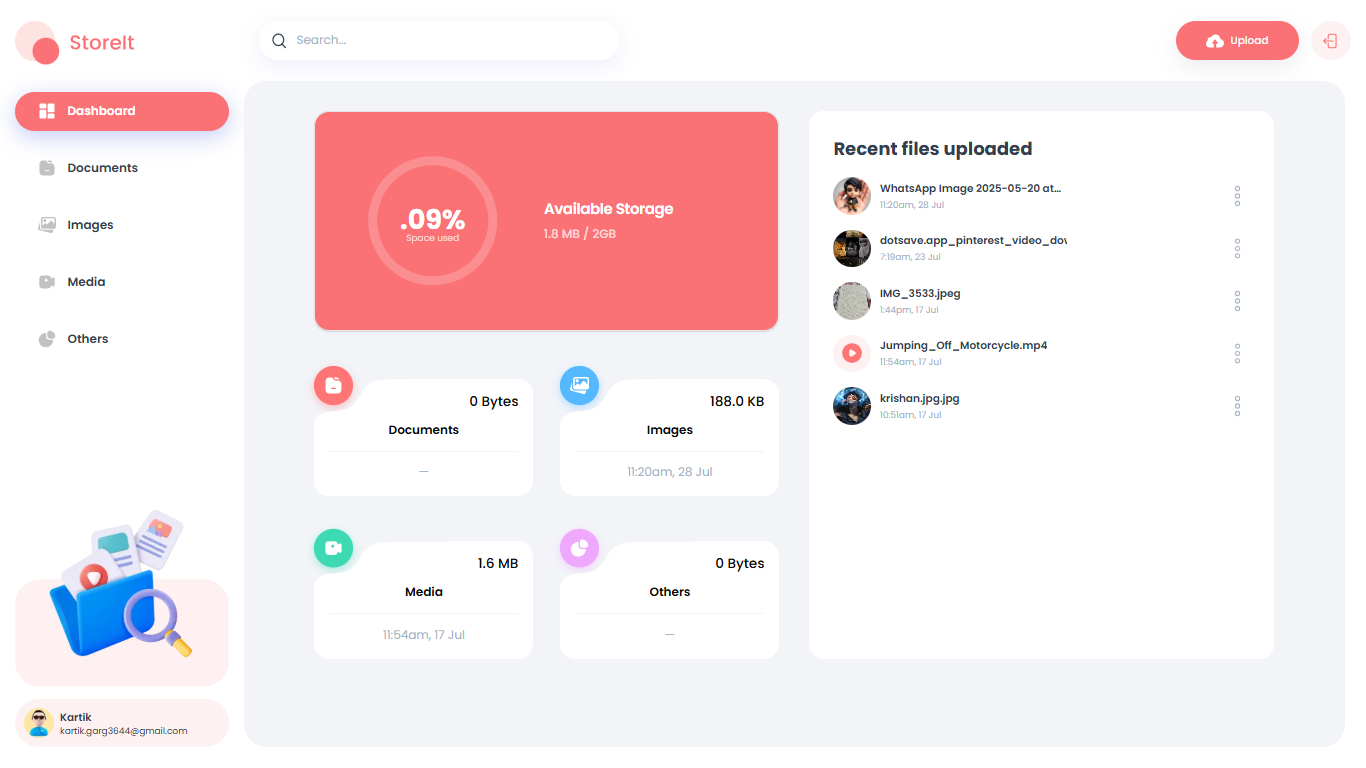 StoreIt
Search...
Upload
Dashboard
Documents
Images
Media
Others
Kartik
kartik.garg3644@gmail.com
.09%
Space used
Available Storage
1.8 MB / 2GB
0 Bytes
Documents
—
188.0 KB
Images
11:20am, 28 Jul
1.6 MB
Media
11:54am, 17 Jul
0 Bytes
Others
—
Recent files uploaded
WhatsApp Image 2025-05-20 at...
11:20am, 28 Jul
dotsave.app_pinterest_video_dov
7:19am, 23 Jul
IMG_3533.jpeg
1:44pm, 17 Jul
Jumping_Off_Motorcycle.mp4
11:54am, 17 Jul
krishan.jpg.jpg
10:51am, 17 Jul